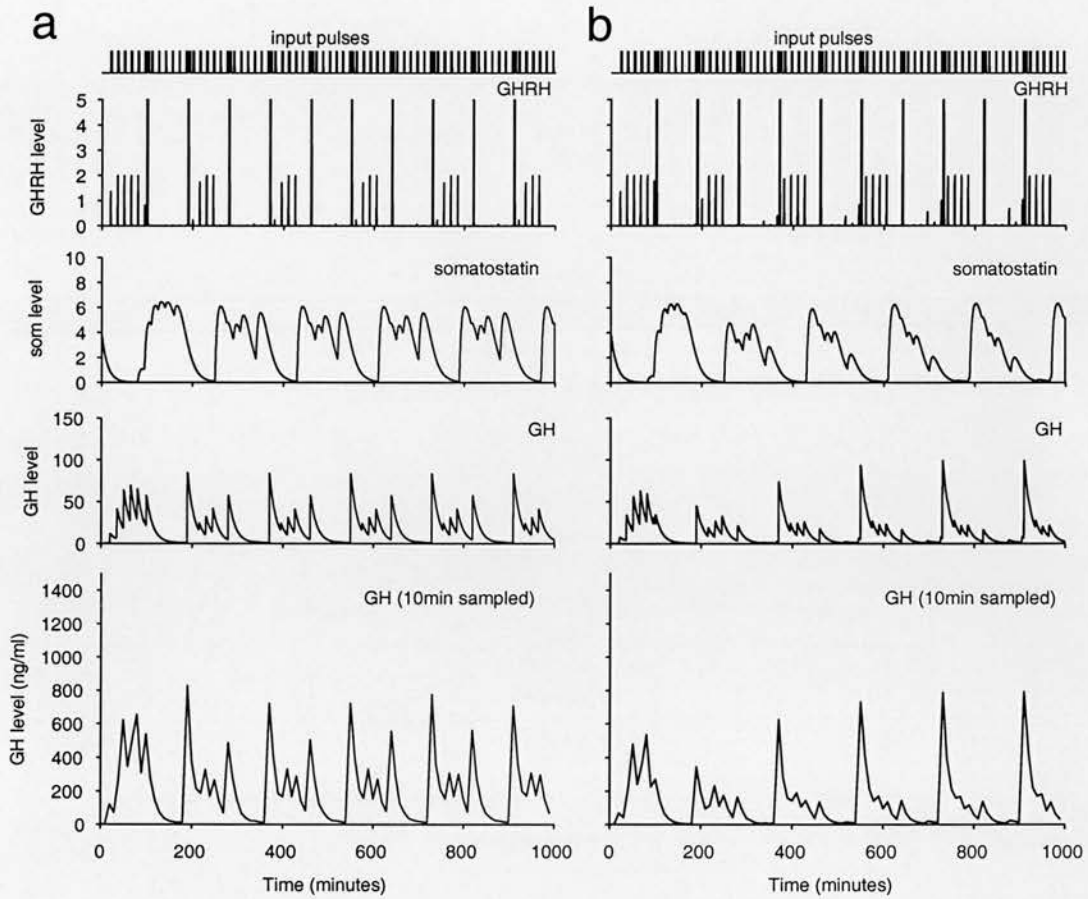 a
input pulses
GHRH
GHRH level
5
4
3
2
1
0
somatostatin
som level
10
8
6
4
2
0
GH
GH level
150
100
50
0
GH (10min sampled)
GH level (ng/ml)
1400
1200
1000
800
600
400
200
0
0 200 400 600 800 1000
Time (minutes)
b
input pulses
GHRH
somatostatin
GH
GH (10min sampled)
0 200 400 600 800 1000
Time (minutes)